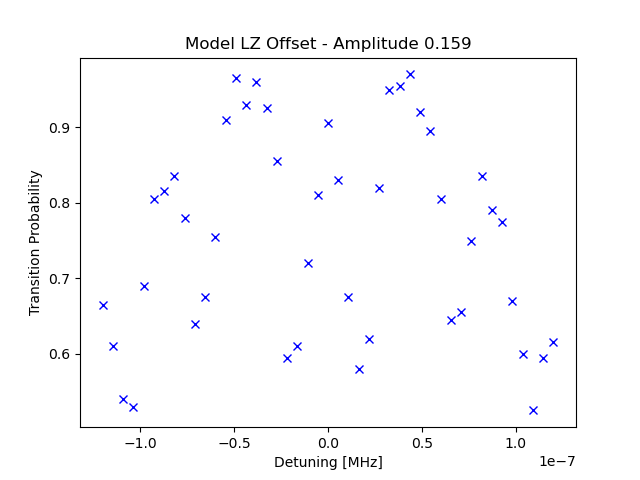 Model LZ Offset - Amplitude 0.159
Transition Probability
0.9
0.8
0.7
0.6
−1.0 −0.5 0.0 0.5 1.0
1e−7
Detuning [MHz]